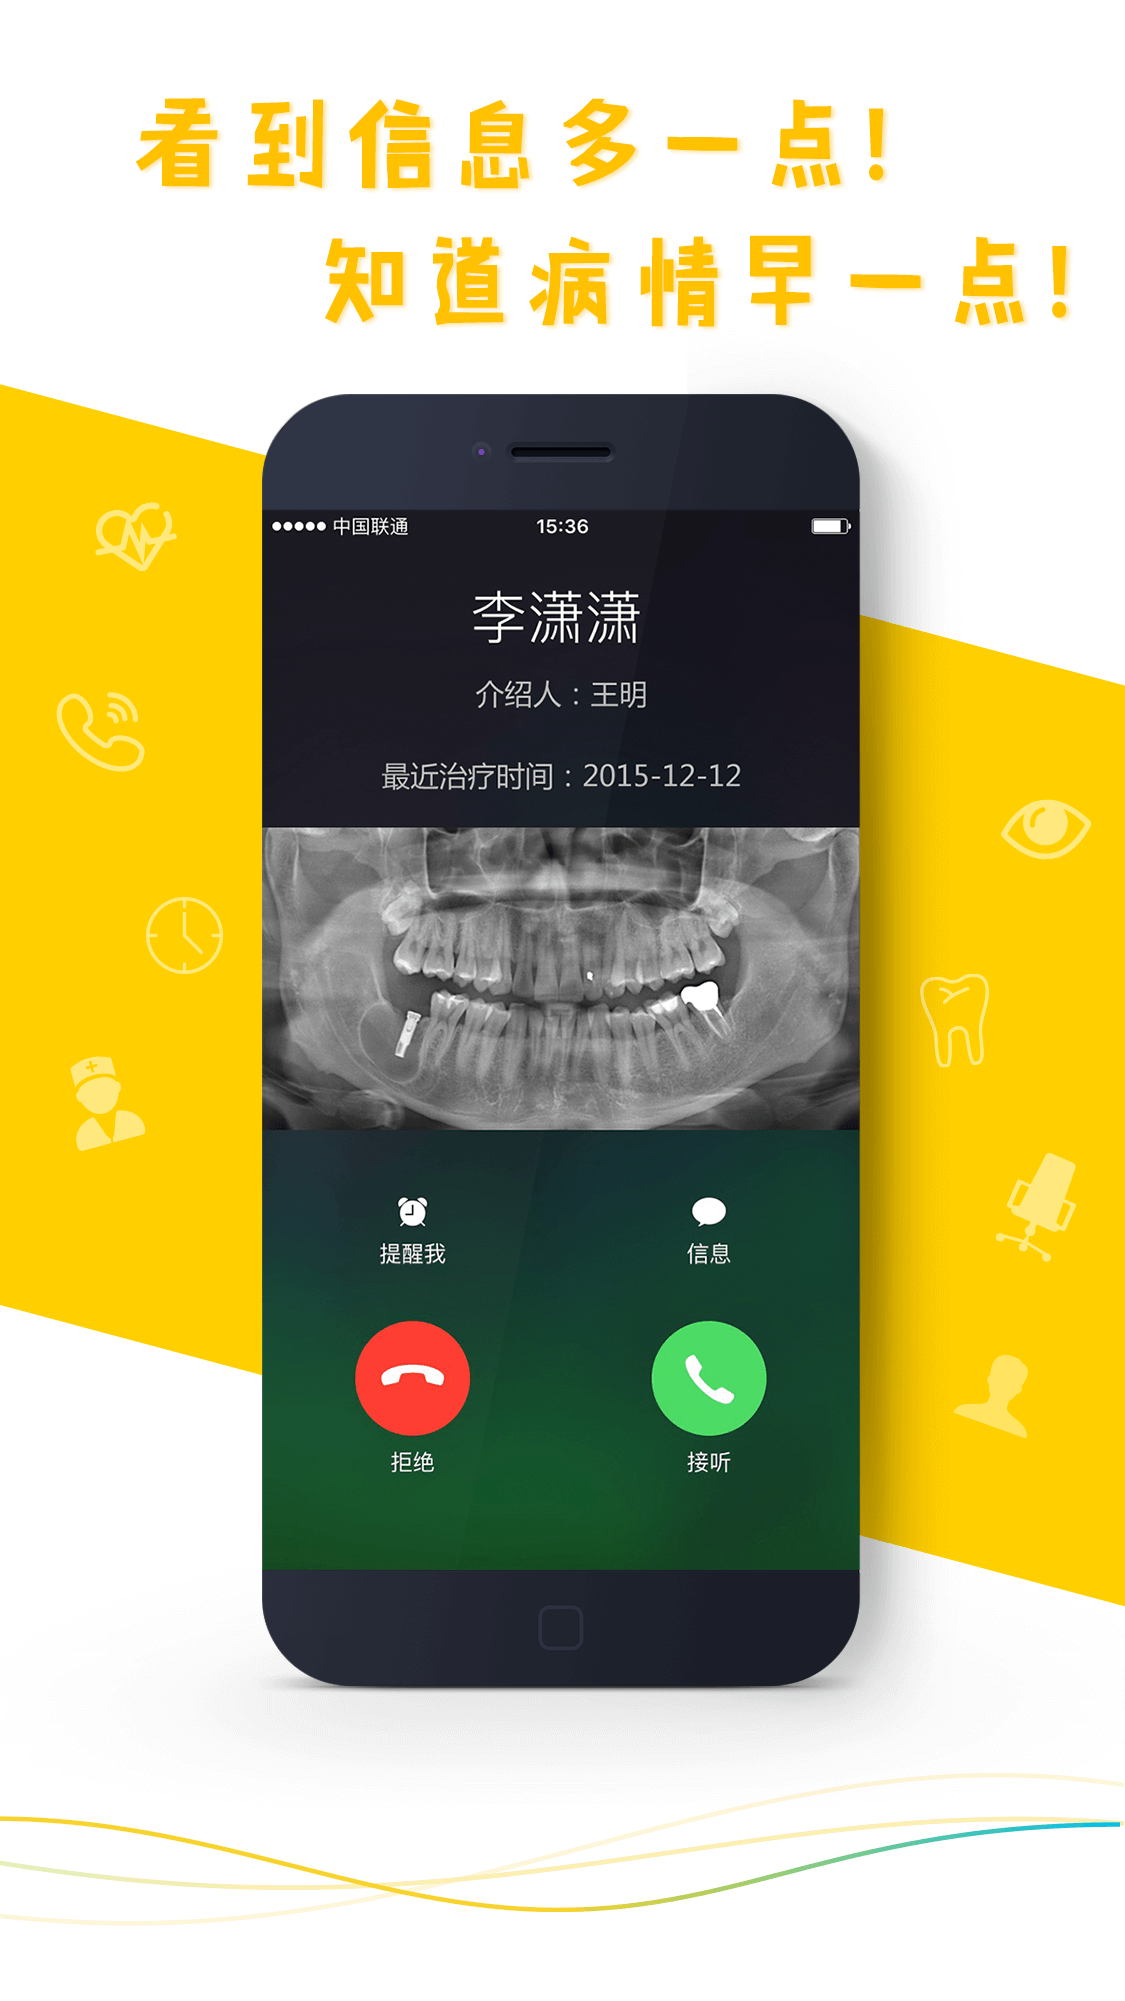 看到信息多一点!
知道病情早一点!
中国联通 15:36
李潇潇
介绍人：王明
最近治疗时间：2015-12-12
提醒我 信息
拒绝 接听